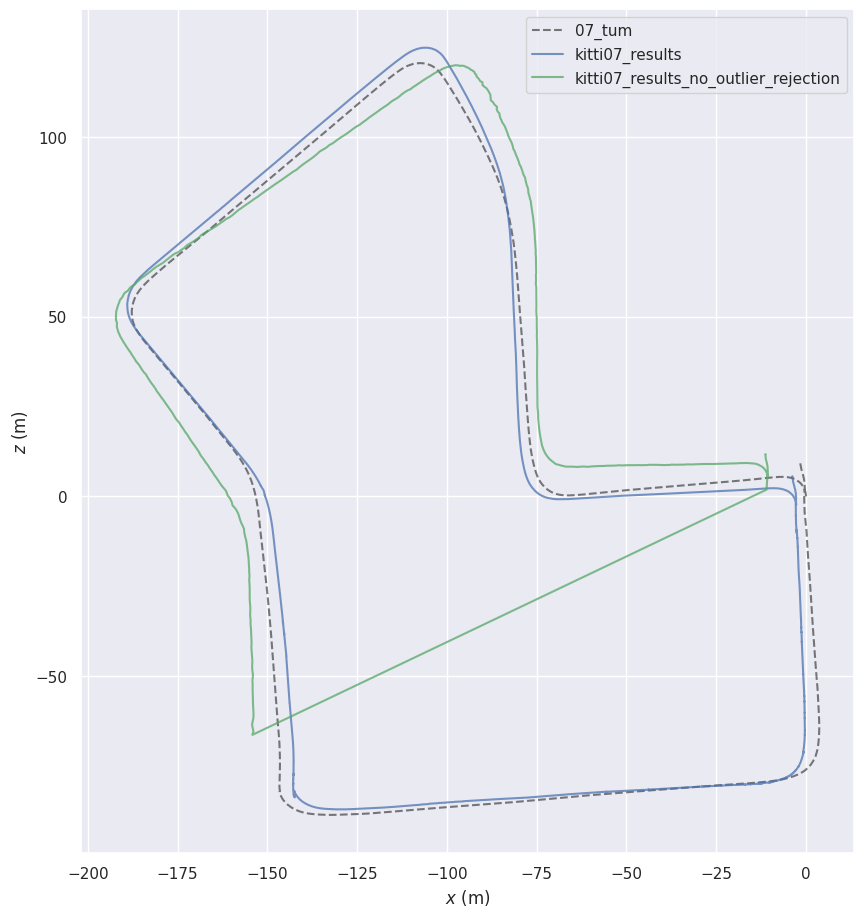 07_tum
kitti07_results
kitti07_results_no_outlier_rejection
100
50
0
−50
z (m)
−200
−175
−150
−125
−100
−75
−50
−25
0
x (m)